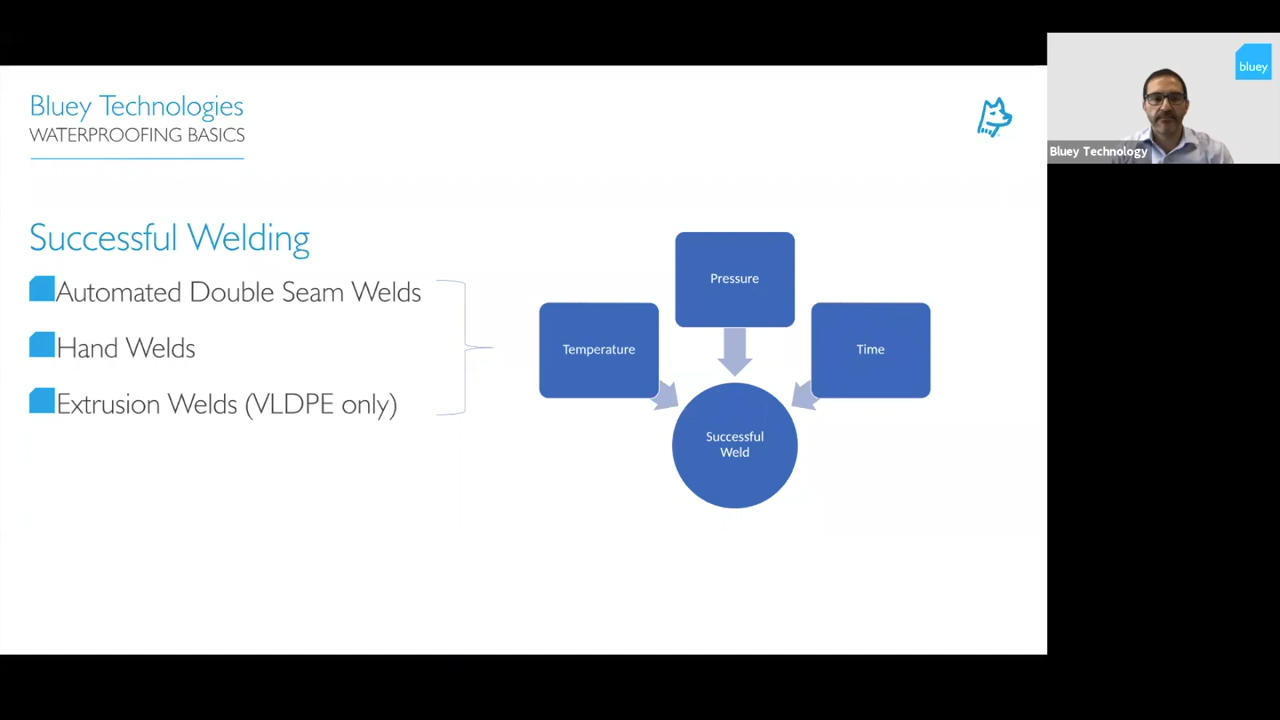 Bluey Technologies
WATERPROOFING BASICS
Successful Welding
Automated Double Seam Welds
Hand Welds
Extrusion Welds (VLDPE only)
Pressure
Temperature
Time
Successful
Weld
bluey
Bluey Technology